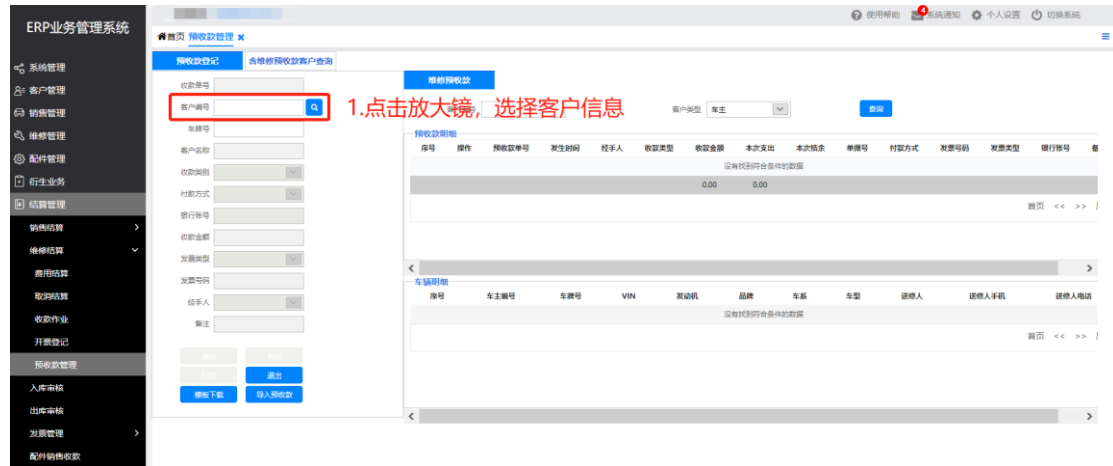 ERP业务管理系统
使用帮助 4 系统通知 个人设置 切换系统
首页 预收款管理
系统管理
客户管理
销售管理
维修管理
配件管理
衍生业务
结算管理
销售结算
维修结算
费用结算
取消结算
收款作业
开票登记
预收款管理
入库审核
出库审核
发票管理
配件销售收款
预收款登记 含维修预收款客户查询
收款单号
客户编号
车牌号
客户名称
收款类别
付款方式
银行账号
收款金额
发票类型
发票号码
经手人
备注
退出
模板下载 导入预收款
1.点击放大镜，选择客户信息
维修预收款
客户类型 车主 查询
预收款明细
序号 操作 预收款单号 发生时间 经手人 收款类型 收款金额 本次支出 本次结余 单据号 付款方式 发票号码 发票类型 银行账号
没有找到符合条件的数据
0.00 0.00
首页 << >>
车辆明细
序号 车主编号 车牌号 VIN 发动机 品牌 车系 车型 送修人 送修人手机 送修人电话
没有找到符合条件的数据
首页 << >>